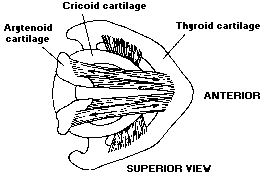 Cricoid cartilage
Thyroid cartilage
Arytenoid
cartilage
ANTERIOR
SUPERIOR VIEW